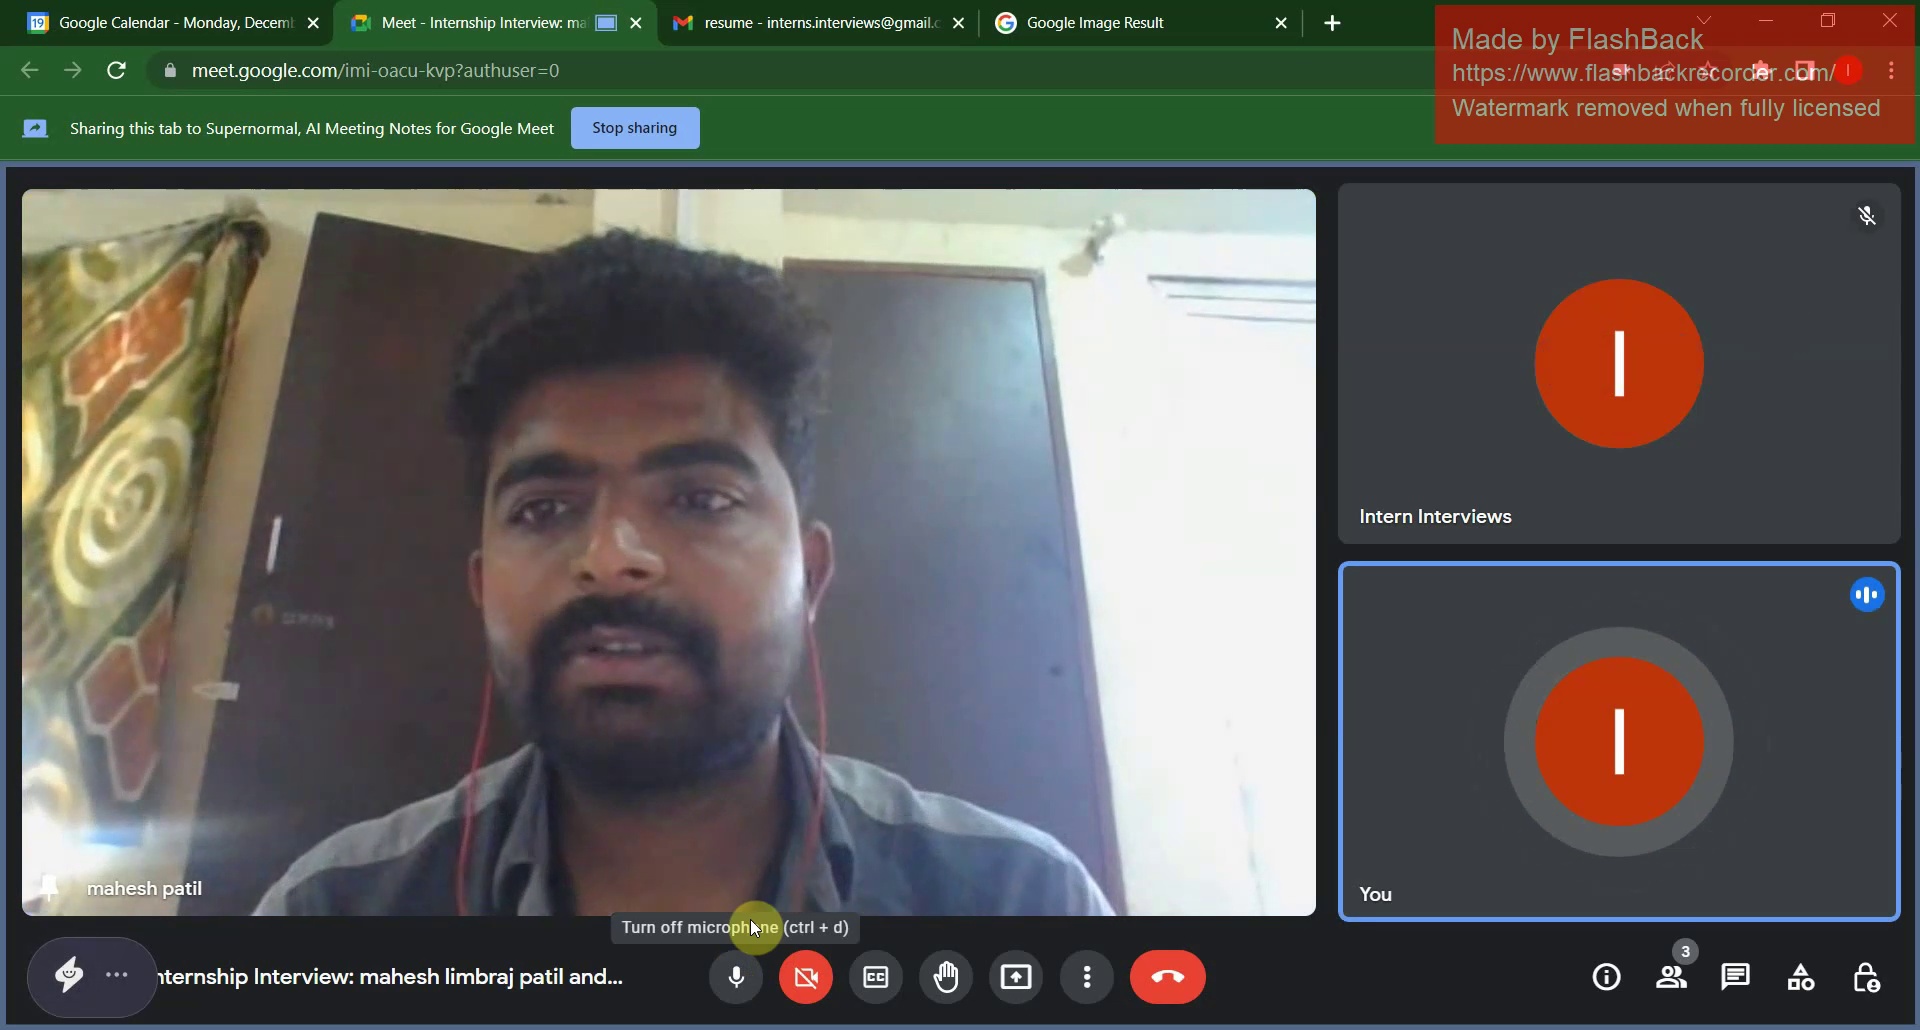 Google Calendar - Monday, Decem
Meet - Internship Interview: ma
resume - interns.interviews@gmail.c
Google Image Result
Made by FlashBack
meet.google.com/imi-oacu-kvp?authuser=0
https://www.flashbackrecorder.com/
Watermark removed when fully licensed
Sharing this tab to Supernormal, AI Meeting Notes for Google Meet
Stop sharing
I
Intern Interviews
I
mahesh patil
You
Turn off microphone (ctrl + d)
nternship Interview: mahesh limbraj patil and...
CC
3